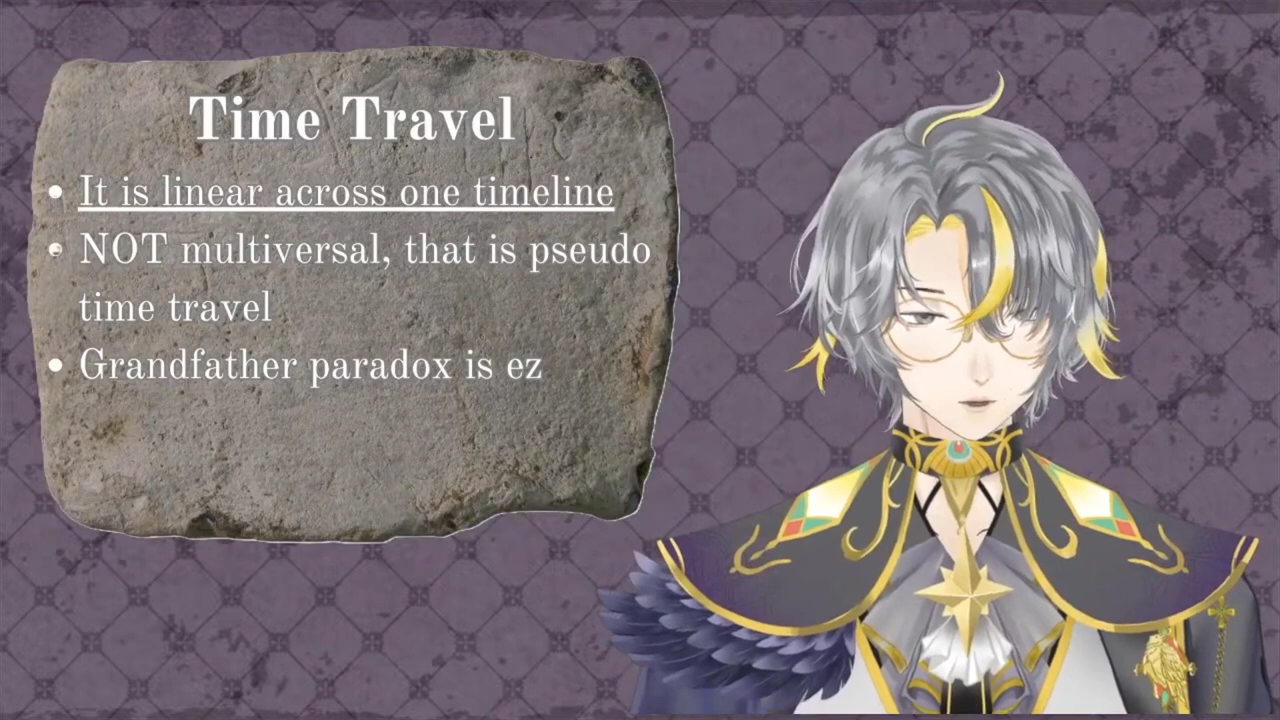 Time Travel
• It is linear across one timeline
• NOT multiversal, that is pseudo
time travel
• Grandfather paradox is ez